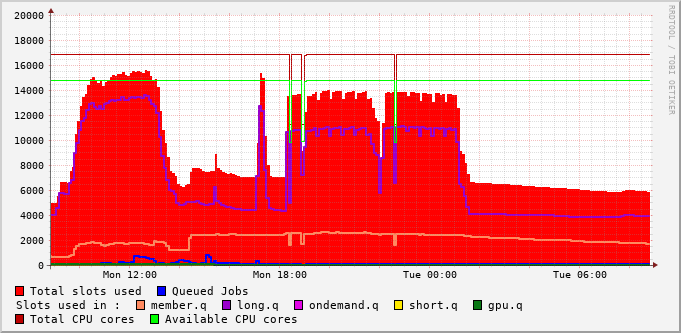 RRDTOOL / TOBI OETIKER
20000
18000
16000
14000
12000
10000
8000
6000
4000
2000
0
Mon 12:00 Mon 18:00 Tue 00:00 Tue 06:00
Total slots used Queued Jobs
Slots used in : member.q long.q ondemand.q short.q gpu.q
Total CPU cores Available CPU cores